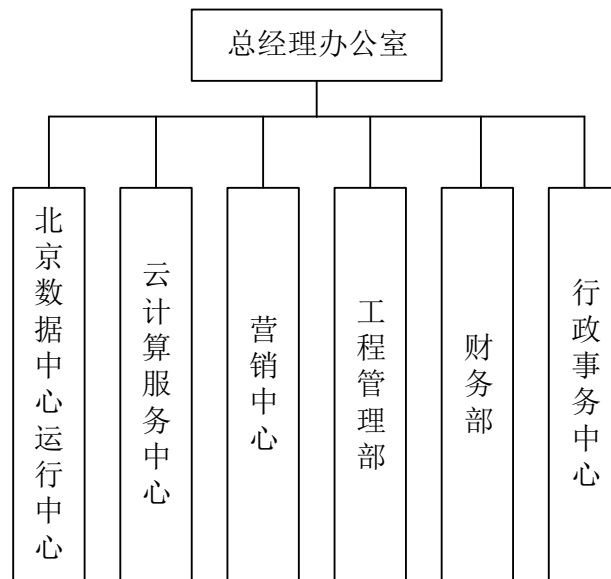 总经理办公室
北京数据中心运行中心
云计算服务中心
营销中心
工程管理部
财务部
行政事务中心